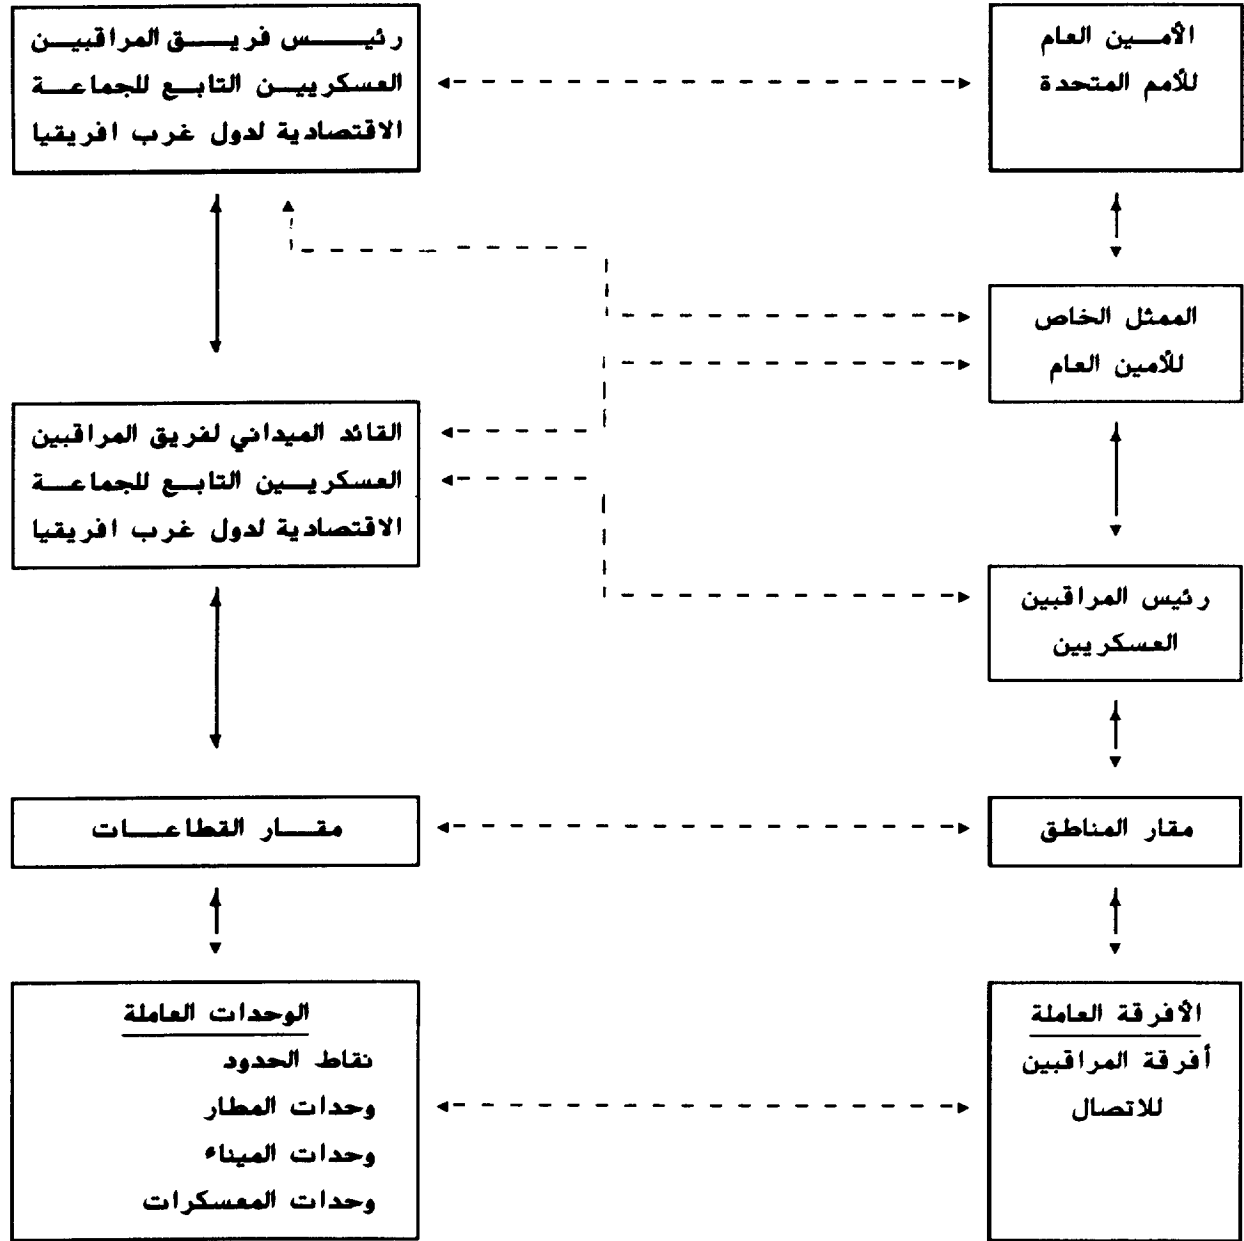 الأمين العام
للأمم المتحدة
رئيس فريق المراقبين
العسكريين التابع للجماعة
الاقتصادية لدول غرب افريقيا
الممثل الخاص
للأمين العام
القائد الميداني لفريق المراقبين
العسكريين التابع للجماعة
الاقتصادية لدول غرب افريقيا
رئيس المراقبين
العسكريين
مقار المناطق
مقار القطاعات
الأفرقة العاملة
أفرقة المراقبين
للاتصال
الوحدات العاملة
نقاط الحدود
وحدات المطار
وحدات الميناء
وحدات المعسكرات